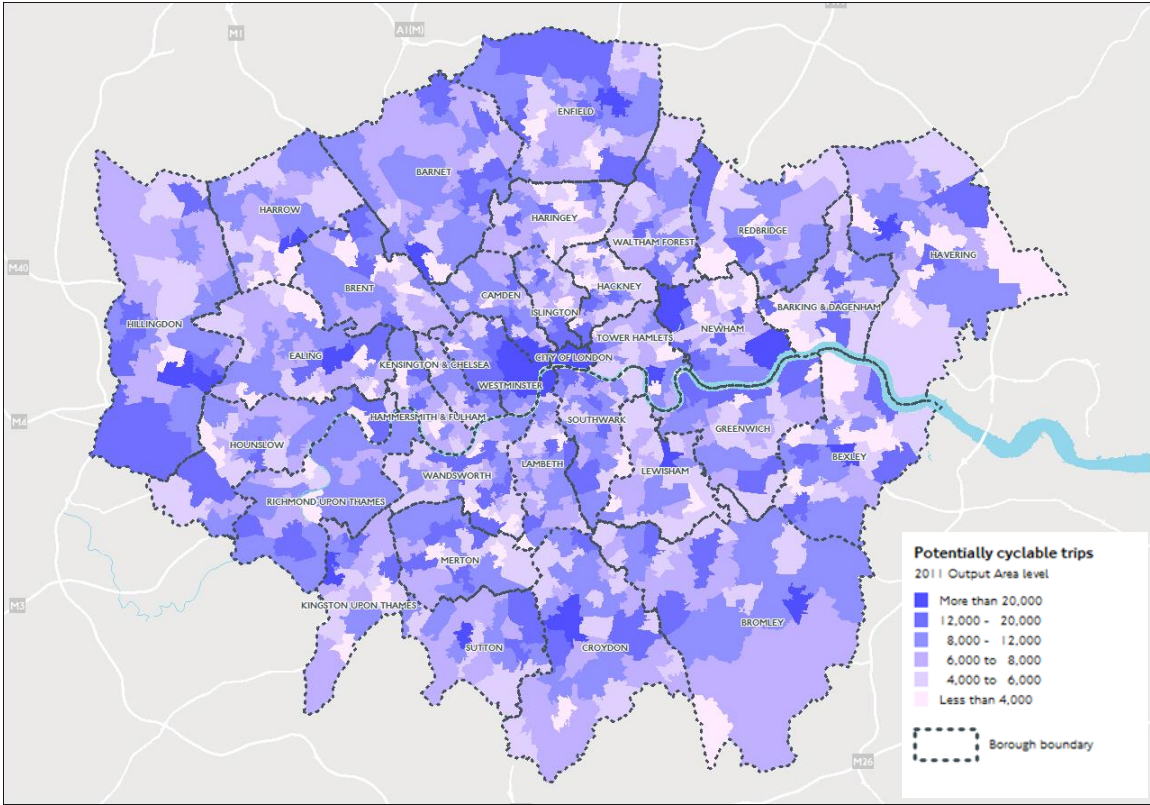 M1
A1(M)
ENFIELD
BARNET
HARROW
HARINGEY
WALTHAM FOREST
REDBRIDGE
HAVERING
M40
BRENT
CAMDEN
ISLINGTON
HACKNEY
BARKING & DAGENHAM
HILLINGDON
EALING
KENSINGTON & CHELSEA
CITY OF LONDON
TOWER HAMLETS
NEWHAM
WESTMINSTER
M4
HAMMERSMITH & FULHAM
SOUTHWARK
GREENWICH
HOUNSLOW
BEXLEY
WANDSWORTH
LAMBETH
LEWISHAM
RICHMOND UPON THAMES
MERTON
M3
KINGSTON UPON THAMES
SUTTON
CROYDON
BROMLEY
M26
Potentially cyclable trips
2011 Output Area level
More than 20,000
12,000 - 20,000
8,000 - 12,000
6,000 to 8,000
4,000 to 6,000
Less than 4,000
Borough boundary